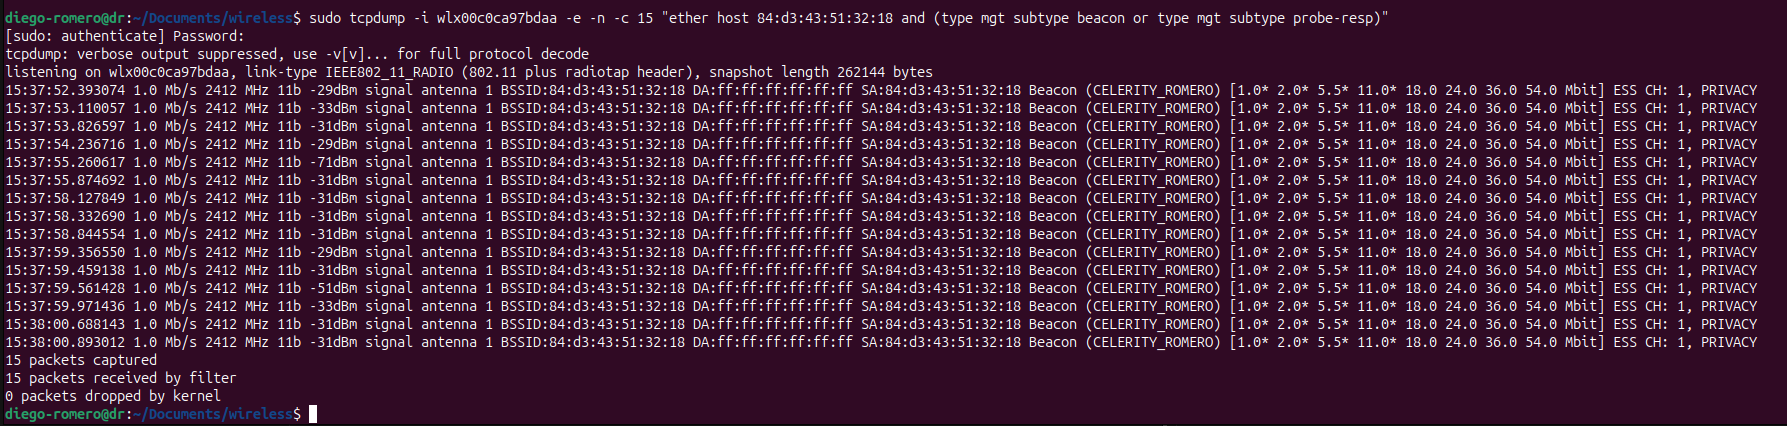 diego-romero@dr:~/Documents/wireless$ sudo tcpdump -i wlx00c0ca97bdaa -e -n -c 15 "ether host 84:d3:43:51:32:18 and (type mgt subtype beacon or type mgt subtype probe-resp)"
[sudo: authenticate] Password:
tcpdump: verbose output suppressed, use -v[v]... for full protocol decode
listening on wlx00c0ca97bdaa, link-type IEEE802_11_RADIO (802.11 plus radiotap header), snapshot length 262144 bytes
15:37:52.393074 1.0 Mb/s 2412 MHz 11b -29dBm signal antenna 1 BSSID:84:d3:43:51:32:18 DA:ff:ff:ff:ff:ff:ff SA:84:d3:43:51:32:18 Beacon (CELERITY_ROMERO) [1.0* 2.0* 5.5* 11.0* 18.0 24.0 36.0 54.0 Mbit] ESS CH: 1, PRIVACY
15:37:53.110057 1.0 Mb/s 2412 MHz 11b -33dBm signal antenna 1 BSSID:84:d3:43:51:32:18 DA:ff:ff:ff:ff:ff:ff SA:84:d3:43:51:32:18 Beacon (CELERITY_ROMERO) [1.0* 2.0* 5.5* 11.0* 18.0 24.0 36.0 54.0 Mbit] ESS CH: 1, PRIVACY
15:37:53.826597 1.0 Mb/s 2412 MHz 11b -31dBm signal antenna 1 BSSID:84:d3:43:51:32:18 DA:ff:ff:ff:ff:ff:ff SA:84:d3:43:51:32:18 Beacon (CELERITY_ROMERO) [1.0* 2.0* 5.5* 11.0* 18.0 24.0 36.0 54.0 Mbit] ESS CH: 1, PRIVACY
15:37:54.236716 1.0 Mb/s 2412 MHz 11b -29dBm signal antenna 1 BSSID:84:d3:43:51:32:18 DA:ff:ff:ff:ff:ff:ff SA:84:d3:43:51:32:18 Beacon (CELERITY_ROMERO) [1.0* 2.0* 5.5* 11.0* 18.0 24.0 36.0 54.0 Mbit] ESS CH: 1, PRIVACY
15:37:55.260617 1.0 Mb/s 2412 MHz 11b -71dBm signal antenna 1 BSSID:84:d3:43:51:32:18 DA:ff:ff:ff:ff:ff:ff SA:84:d3:43:51:32:18 Beacon (CELERITY_ROMERO) [1.0* 2.0* 5.5* 11.0* 18.0 24.0 36.0 54.0 Mbit] ESS CH: 1, PRIVACY
15:37:55.874692 1.0 Mb/s 2412 MHz 11b -31dBm signal antenna 1 BSSID:84:d3:43:51:32:18 DA:ff:ff:ff:ff:ff:ff SA:84:d3:43:51:32:18 Beacon (CELERITY_ROMERO) [1.0* 2.0* 5.5* 11.0* 18.0 24.0 36.0 54.0 Mbit] ESS CH: 1, PRIVACY
15:37:58.127849 1.0 Mb/s 2412 MHz 11b -31dBm signal antenna 1 BSSID:84:d3:43:51:32:18 DA:ff:ff:ff:ff:ff:ff SA:84:d3:43:51:32:18 Beacon (CELERITY_ROMERO) [1.0* 2.0* 5.5* 11.0* 18.0 24.0 36.0 54.0 Mbit] ESS CH: 1, PRIVACY
15:37:58.332690 1.0 Mb/s 2412 MHz 11b -31dBm signal antenna 1 BSSID:84:d3:43:51:32:18 DA:ff:ff:ff:ff:ff:ff SA:84:d3:43:51:32:18 Beacon (CELERITY_ROMERO) [1.0* 2.0* 5.5* 11.0* 18.0 24.0 36.0 54.0 Mbit] ESS CH: 1, PRIVACY
15:37:58.844554 1.0 Mb/s 2412 MHz 11b -31dBm signal antenna 1 BSSID:84:d3:43:51:32:18 DA:ff:ff:ff:ff:ff:ff SA:84:d3:43:51:32:18 Beacon (CELERITY_ROMERO) [1.0* 2.0* 5.5* 11.0* 18.0 24.0 36.0 54.0 Mbit] ESS CH: 1, PRIVACY
15:37:59.356550 1.0 Mb/s 2412 MHz 11b -29dBm signal antenna 1 BSSID:84:d3:43:51:32:18 DA:ff:ff:ff:ff:ff:ff SA:84:d3:43:51:32:18 Beacon (CELERITY_ROMERO) [1.0* 2.0* 5.5* 11.0* 18.0 24.0 36.0 54.0 Mbit] ESS CH: 1, PRIVACY
15:37:59.459138 1.0 Mb/s 2412 MHz 11b -31dBm signal antenna 1 BSSID:84:d3:43:51:32:18 DA:ff:ff:ff:ff:ff:ff SA:84:d3:43:51:32:18 Beacon (CELERITY_ROMERO) [1.0* 2.0* 5.5* 11.0* 18.0 24.0 36.0 54.0 Mbit] ESS CH: 1, PRIVACY
15:37:59.561428 1.0 Mb/s 2412 MHz 11b -51dBm signal antenna 1 BSSID:84:d3:43:51:32:18 DA:ff:ff:ff:ff:ff:ff SA:84:d3:43:51:32:18 Beacon (CELERITY_ROMERO) [1.0* 2.0* 5.5* 11.0* 18.0 24.0 36.0 54.0 Mbit] ESS CH: 1, PRIVACY
15:37:59.971436 1.0 Mb/s 2412 MHz 11b -33dBm signal antenna 1 BSSID:84:d3:43:51:32:18 DA:ff:ff:ff:ff:ff:ff SA:84:d3:43:51:32:18 Beacon (CELERITY_ROMERO) [1.0* 2.0* 5.5* 11.0* 18.0 24.0 36.0 54.0 Mbit] ESS CH: 1, PRIVACY
15:38:00.688143 1.0 Mb/s 2412 MHz 11b -31dBm signal antenna 1 BSSID:84:d3:43:51:32:18 DA:ff:ff:ff:ff:ff:ff SA:84:d3:43:51:32:18 Beacon (CELERITY_ROMERO) [1.0* 2.0* 5.5* 11.0* 18.0 24.0 36.0 54.0 Mbit] ESS CH: 1, PRIVACY
15:38:00.893012 1.0 Mb/s 2412 MHz 11b -31dBm signal antenna 1 BSSID:84:d3:43:51:32:18 DA:ff:ff:ff:ff:ff:ff SA:84:d3:43:51:32:18 Beacon (CELERITY_ROMERO) [1.0* 2.0* 5.5* 11.0* 18.0 24.0 36.0 54.0 Mbit] ESS CH: 1, PRIVACY
15 packets captured
15 packets received by filter
0 packets dropped by kernel
diego-romero@dr:~/Documents/wireless$